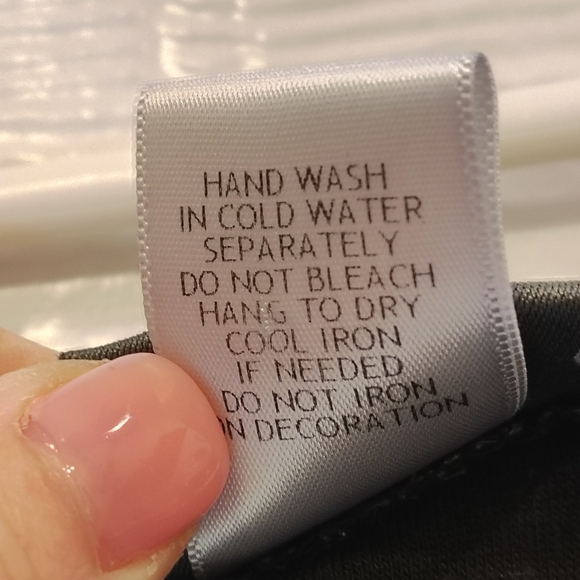 HAND WASH
IN COLD WATER
SEPARATELY
DO NOT BLEACH
HANG TO DRY
COOL IRON
IF NEEDED
DO NOT IRON
ON DECORATION